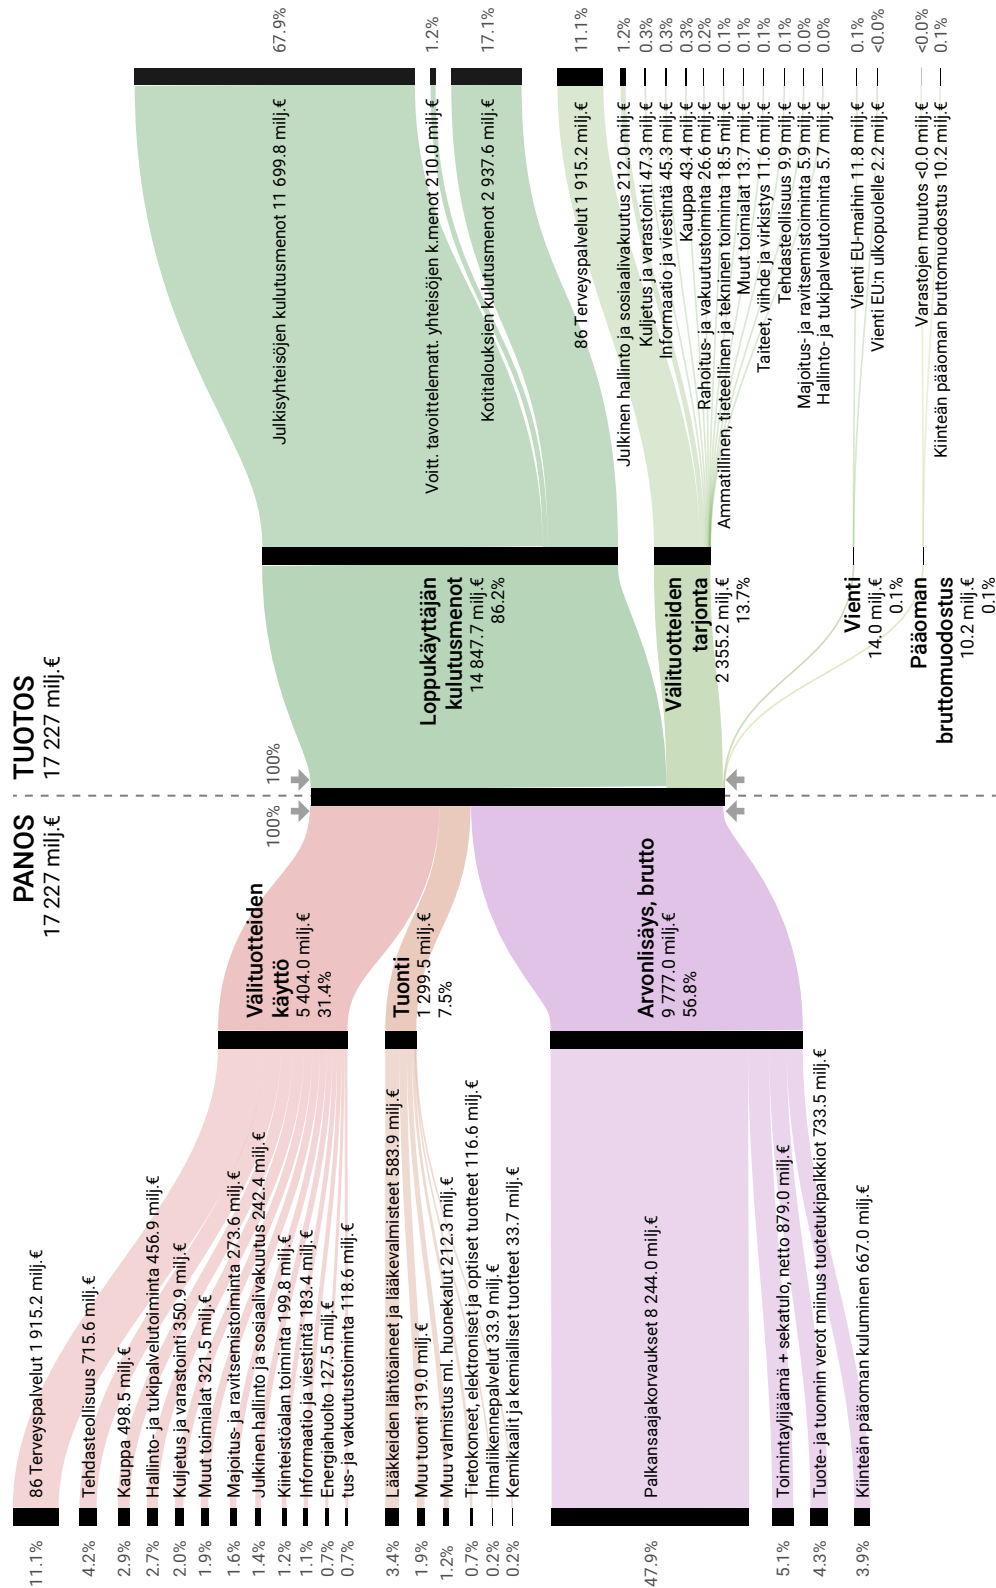 PANOS
17 227 milj.€
TUOTOS
17 227 milj.€
100%
100%
11.1%
86 Terveyspalvelut 1 915.2 milj.€
4.2%
Tehdasteollisuus 715.6 milj.€
2.9%
Kauppa 498.5 milj.€
2.7%
Hallinto- ja tukipalvelutoiminta 456.9 milj.€
2.0%
Kuljetus ja varastointi 350.9 milj.€
1.9%
Muut toimialat 321.5 milj.€
1.6%
Majoitus- ja ravitsemistoiminta 273.6 milj.€
1.4%
Julkinen hallinto ja sosiaalivakuutus 242.4 milj.€
1.2%
Kiinteistöalan toiminta 199.8 milj.€
1.1%
Informaatio ja viestintä 183.4 milj.€
0.7%
Energiahuolto 127.5 milj.€
0.7%
tus- ja vakuutustoiminta 118.6 milj.€
3.4%
Lääkkeiden lähtöaineet ja lääkevalmisteet 583.9 milj.€
1.9%
Muu tuonti 319.0 milj.€
1.2%
Muu valmistus ml. huonekalut 212.3 milj.€
0.7%
Tietokoneet, elektroniset ja optiset tuotteet 116.6 milj.€
0.2%
Ilmaliikennepalvelut 33.9 milj.€
0.2%
Kemikaalit ja kemialliset tuotteet 33.7 milj.€
47.9%
Palkansaajakorvaukset 8 244.0 milj.€
5.1%
Toimintaylijäämä + sekatulo, netto 879.0 milj.€
4.3%
Tuote- ja tuonnin verot miinus tuotetukipalkkiot 733.5 milj.€
3.9%
Kiinteän pääoman kuluminen 667.0 milj.€
Välituotteiden
käyttö
5 404.0 milj.€
31.4%
Tuonti
1 299.5 milj.€
7.5%
Arvonlisäys, brutto
9 777.0 milj.€
56.8%
Loppukäyttäjän
kulutusmenot
14 847.7 milj.€
86.2%
Välituotteiden
tarjonta
2 355.2 milj.€
13.7%
Vienti
14.0 milj.€
0.1%
Pääoman
bruttomuodostus
10.2 milj.€
0.1%
Julkisyhteisöjen kulutusmenot 11 699.8 milj.€
67.9%
Voitt. tavoittelematt. yhteisöjen k.menot 210.0 milj.€
1.2%
Kotitalouksien kulutusmenot 2 937.6 milj.€
17.1%
86 Terveyspalvelut 1 915.2 milj.€
11.1%
Julkinen hallinto ja sosiaalivakuutus 212.0 milj.€
1.2%
Kuljetus ja varastointi 47.3 milj.€
0.3%
Informaatio ja viestintä 45.3 milj.€
0.3%
Kauppa 43.4 milj.€
0.3%
Rahoitus- ja vakuutustoiminta 26.6 milj.€
0.2%
Ammatillinen, tieteellinen ja tekninen toiminta 18.5 milj.€
0.1%
Muut toimialat 13.7 milj.€
0.1%
Taiteet, viihde ja virkistys 11.6 milj.€
0.1%
Tehdasteollisuus 9.9 milj.€
0.1%
Majoitus- ja ravitsemistoiminta 5.9 milj.€
0.0%
Hallinto- ja tukipalvelutoiminta 5.7 milj.€
0.0%
Vienti EU-maihin 11.8 milj.€
0.1%
Vienti EU:n ulkopuolelle 2.2 milj.€
<0.0%
Varastojen muutos <0.0 milj.€
<0.0%
Kiinteän pääoman bruttomuodostus 10.2 milj.€
0.1%